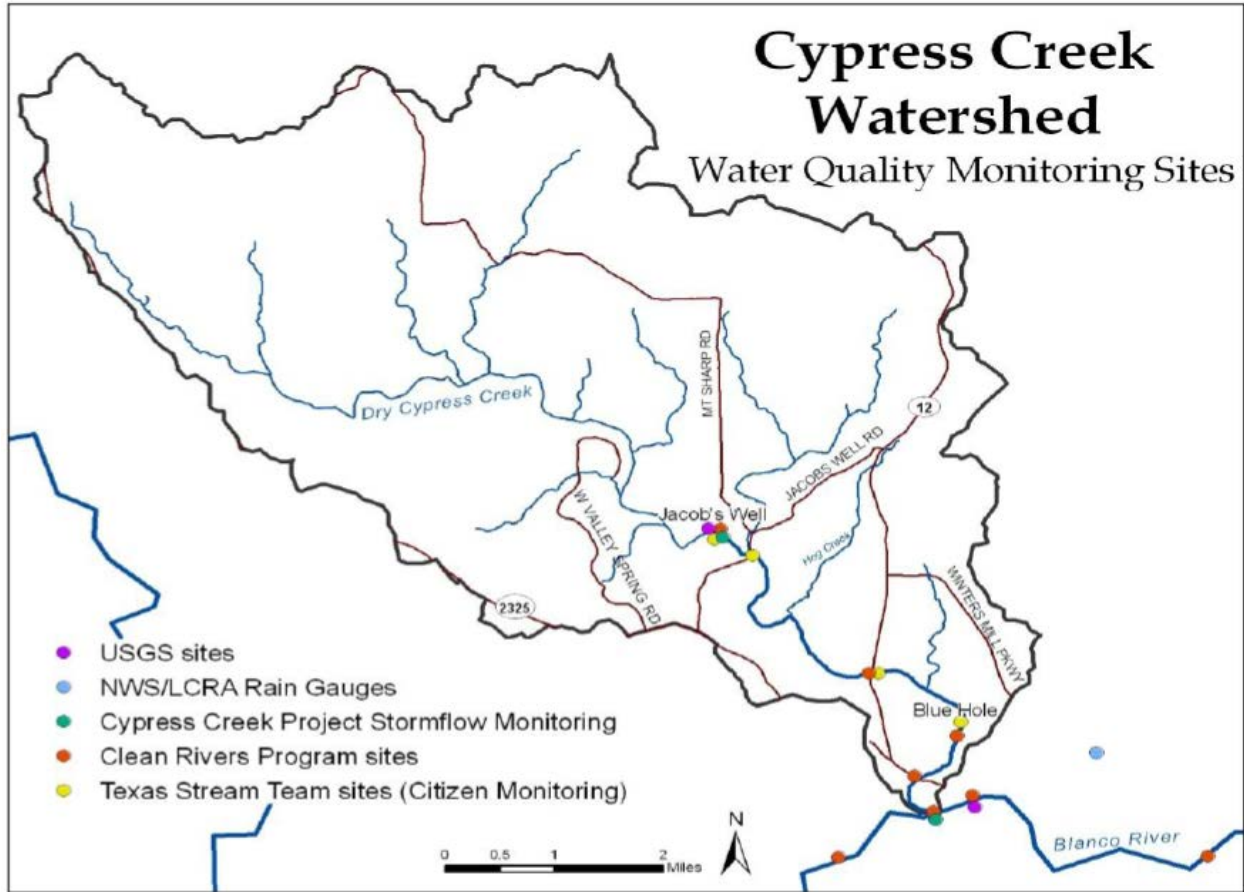 Cypress Creek
Watershed
Water Quality Monitoring Sites
MT SHARP RD
Dry Cypress Creek
12
JACOBS WELL RD
Jacob's Well
W VALLEY SPRING RD
Hog Creek
WINTERS MILL PKWY
2325
USGS sites
NWS/LCRA Rain Gauges
Blue Hole
Cypress Creek Project Stormflow Monitoring
Clean Rivers Program sites
Texas Stream Team sites (Citizen Monitoring)
N
0 0.5 1 2
Miles
Blanco River